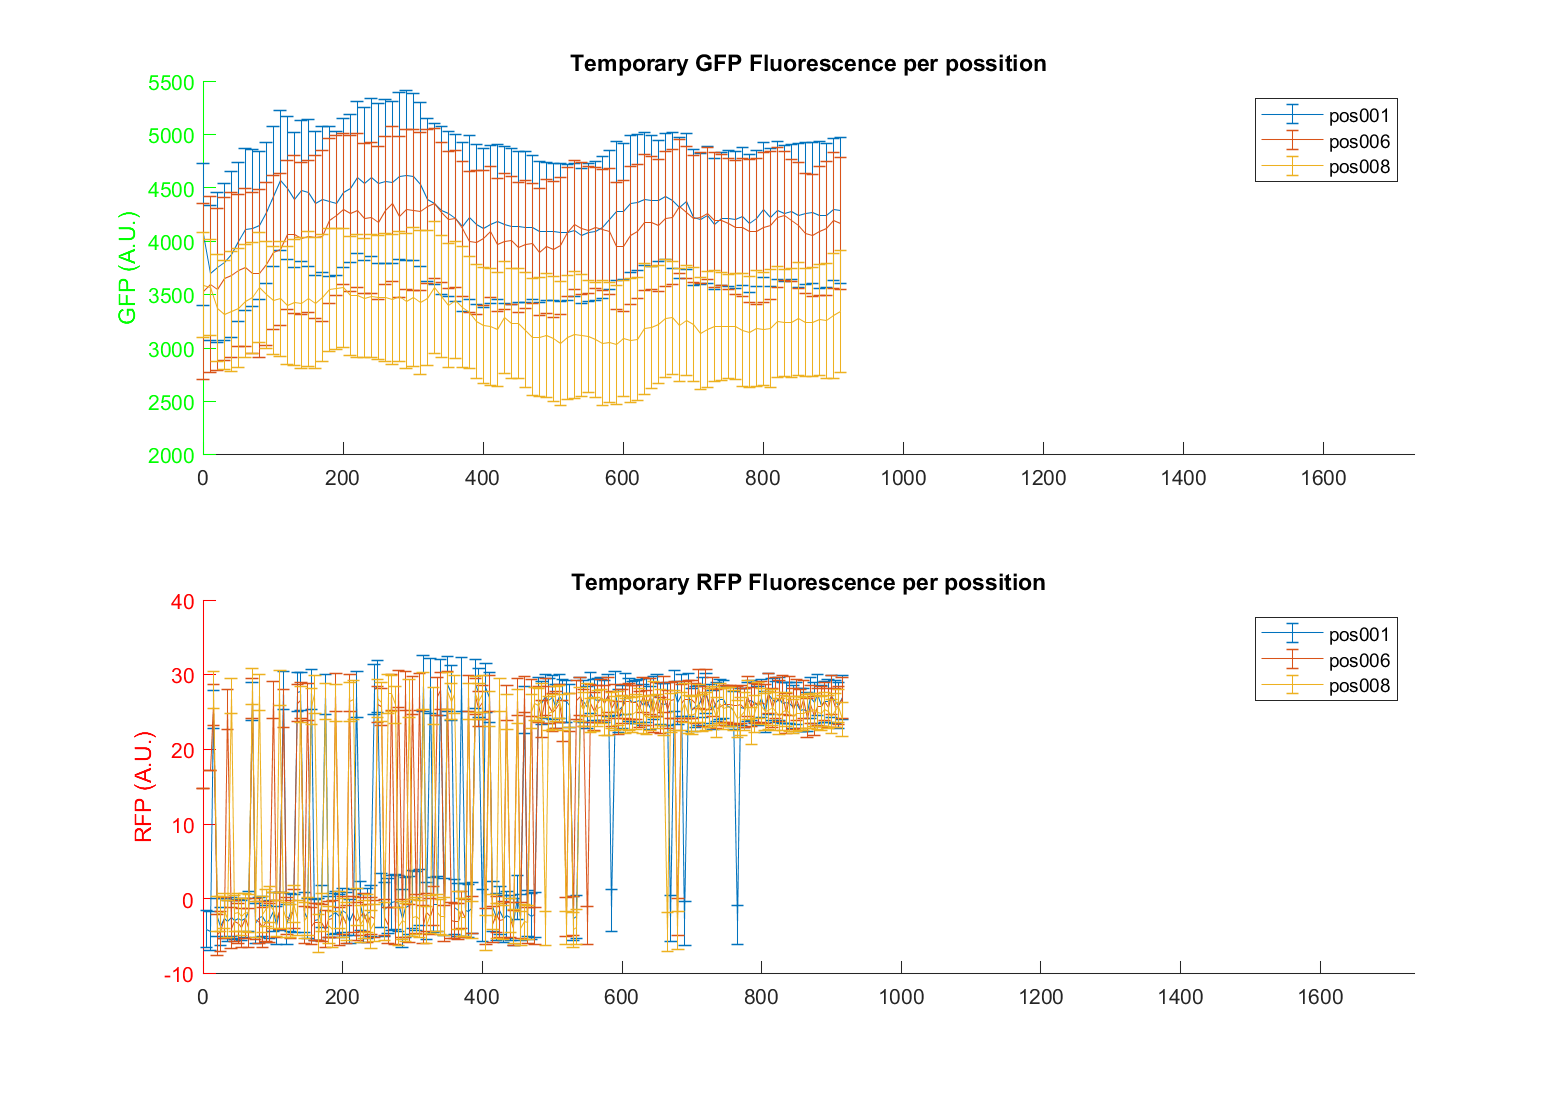 Temporary GFP Fluorescence per possition
5500
5000
4500
4000
3500
3000
2500
2000
GFP (A.U.)
0 200 400 600 800 1000 1200 1400 1600
pos001
pos006
pos008
Temporary RFP Fluorescence per possition
40
30
20
10
0
-10
RFP (A.U.)
0 200 400 600 800 1000 1200 1400 1600
pos001
pos006
pos008